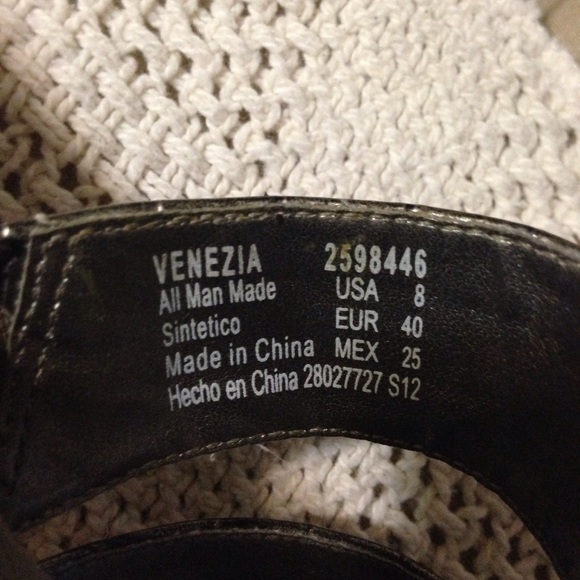 VENEZIA 2598446
All Man Made USA 8
Sintetico EUR 40
Made in China MEX 25
Hecho en China 28027727 S12